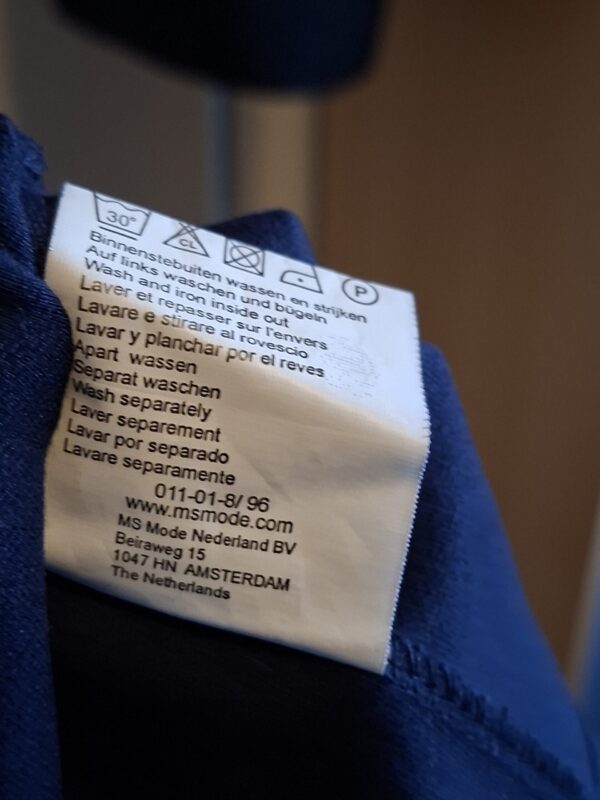 30°
CL
P
Binnenstebuiten wassen en strijken
Auf links waschen und bügeln
Wash and iron inside out
Laver et repasser sur l'envers
Lavare e stirare al rovescio
Lavar y planchar por el reves
Apart wassen
Separat waschen
Wash separately
Laver separement
Lavar por separado
Lavare separamente
011-01-8/ 96
www.msmode.com
MS Mode Nederland BV
Beiraweg 15
1047 HN AMSTERDAM
The Netherlands